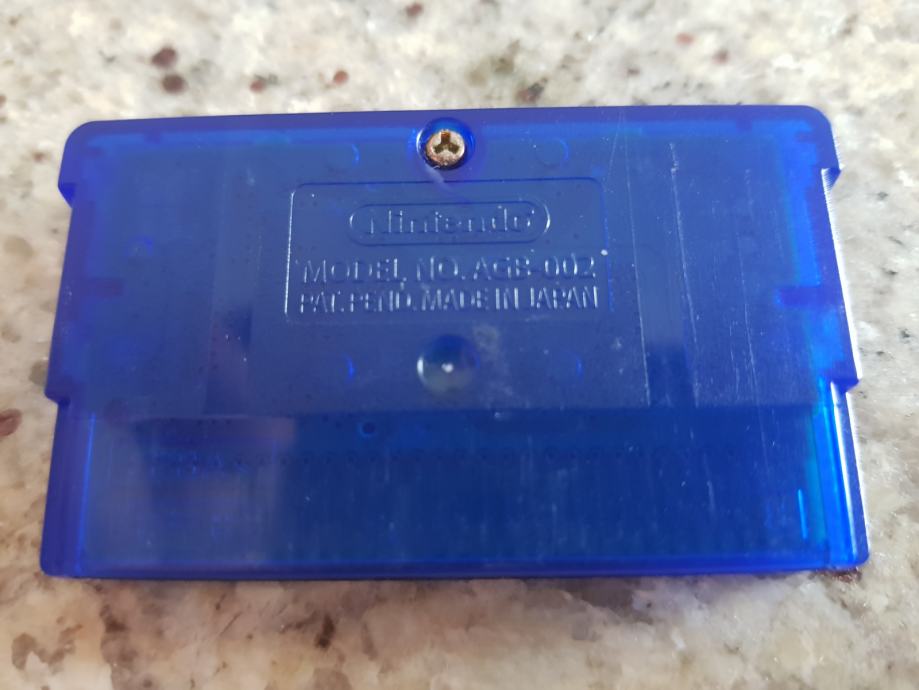 Nintendo
MODEL NO. AGB-002
PAT. PEND. MADE IN JAPAN